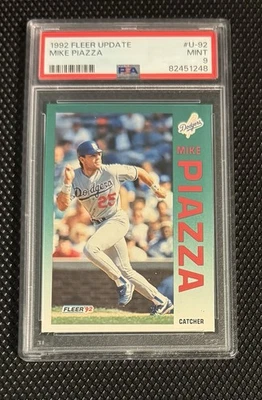 1992 FLEER UPDATE #U-92
MIKE PIAZZA MINT
PSA 9
82451248
Dodgers
MIKE
PIAZZA
Dodgers
25
FLEER '92
CATCHER